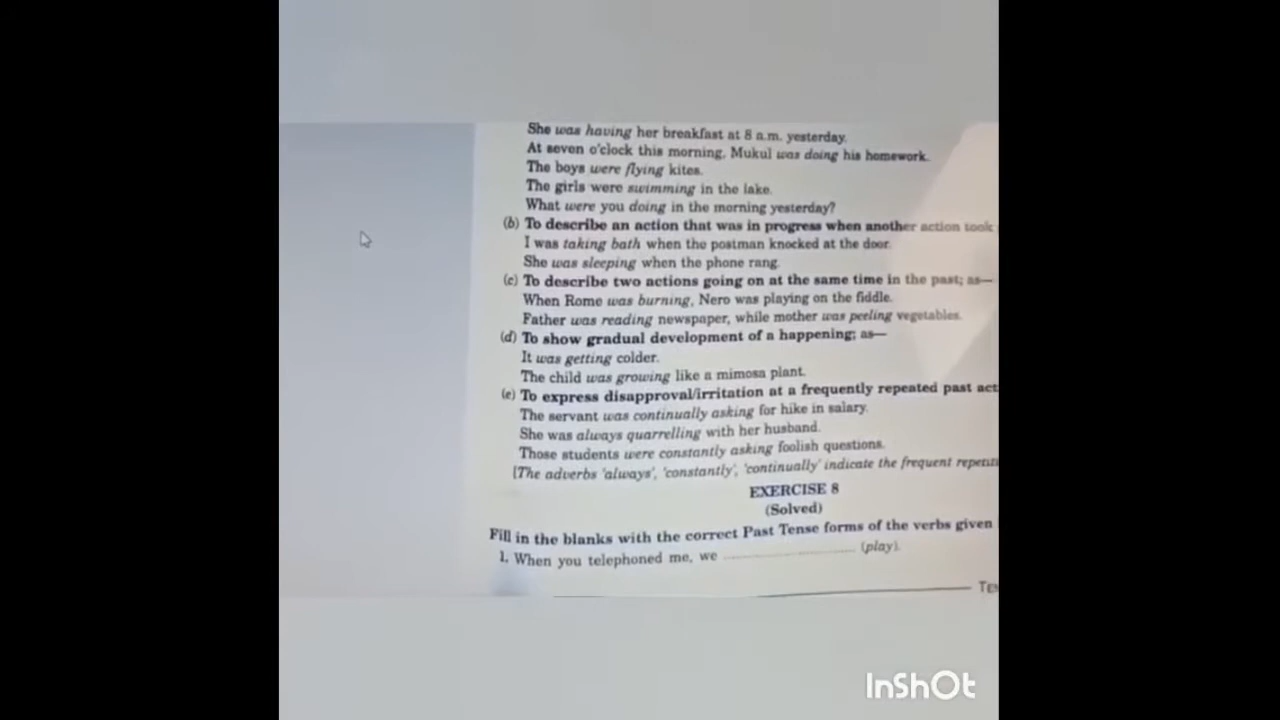 She was having her breakfast at 8 a.m. yesterday.
At seven o'clock this morning, Mukul was doing his homework.
The boys were flying kites.
The girls were swimming in the lake.
What were you doing in the morning yesterday?
(b) To describe an action that was in progress when another action took
I was taking bath when the postman knocked at the door.
She was sleeping when the phone rang.
(c) To describe two actions going on at the same time in the past; as—
When Rome was burning, Nero was playing on the fiddle.
Father was reading newspaper, while mother was peeling vegetables.
(d) To show gradual development of a happening; as—
It was getting colder.
The child was growing like a mimosa plant.
(e) To express disapproval/irritation at a frequently repeated past
The servant was continually asking for hike in salary.
She was always quarrelling with her husband.
Those students were constantly asking foolish questions.
[The adverbs 'always', 'constantly', 'continually' indicate the frequent
EXERCISE 8
(Solved)
Fill in the blanks with the correct Past Tense forms of the verbs given
1. When you telephoned me, we .............................. (play).
InShOt